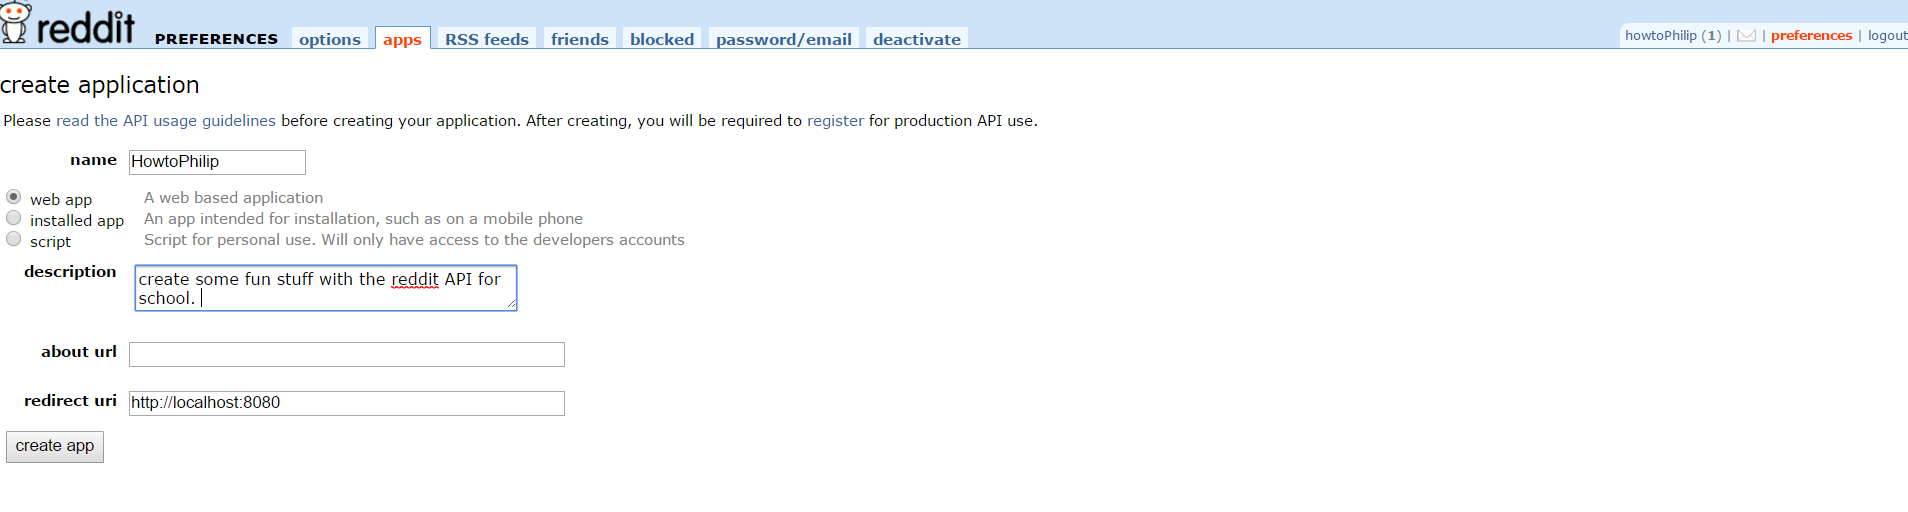 reddit PREFERENCES options apps RSS feeds friends blocked password/email deactivate howtoPhilip (1) | | preferences | logout
create application
Please read the API usage guidelines before creating your application. After creating, you will be required to register for production API use.
name HowtoPhilip
web app A web based application
installed app An app intended for installation, such as on a mobile phone
script Script for personal use. Will only have access to the developers accounts
description create some fun stuff with the reddit API for
school.
about url
redirect uri http://localhost:8080
create app